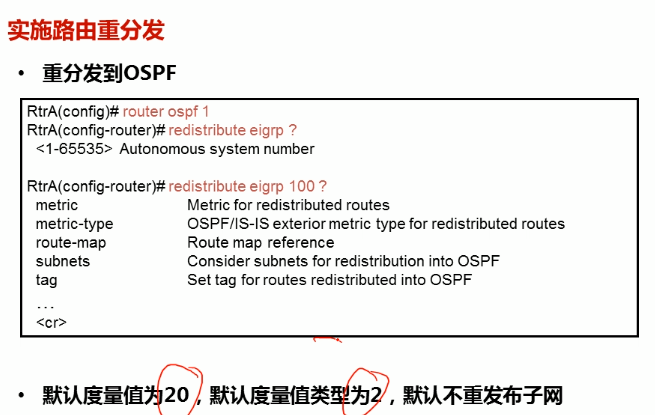 实施路由重分发
• 重分发到OSPF
RtrA(config)# router ospf 1
RtrA(config-router)# redistribute eigrp ?
<1-65535> Autonomous system number
RtrA(config-router)# redistribute eigrp 100 ?
metric Metric for redistributed routes
metric-type OSPF/IS-IS exterior metric type for redistributed routes
route-map Route map reference
subnets Consider subnets for redistribution into OSPF
tag Set tag for routes redistributed into OSPF
...
<cr>
• 默认度量值为20，默认度量值类型为2，默认不重发布子网